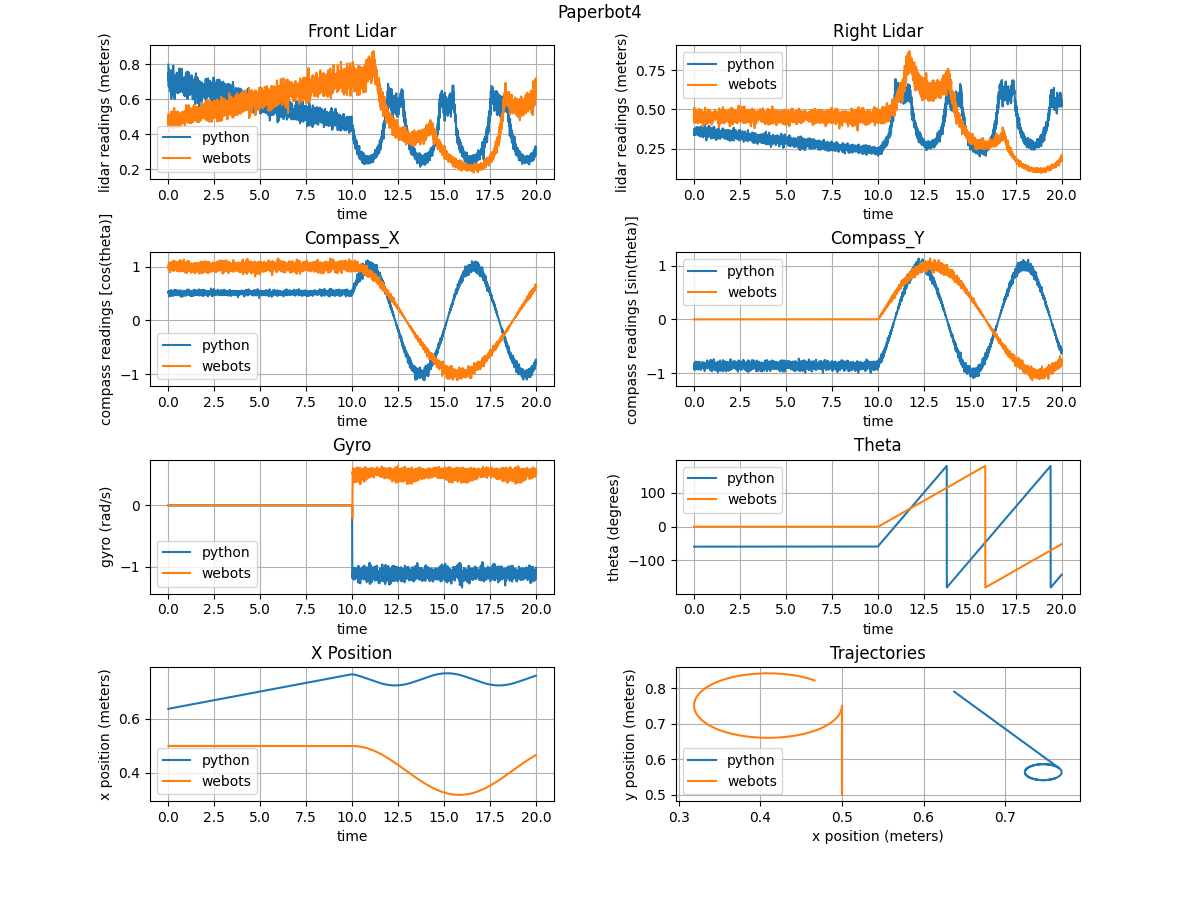 Paperbot4
Front Lidar
lidar readings (meters)
0.8
0.6
0.4
0.2
python
webots
0.0 2.5 5.0 7.5 10.0 12.5 15.0 17.5 20.0
time
Right Lidar
lidar readings (meters)
0.75
0.50
0.25
python
webots
0.0 2.5 5.0 7.5 10.0 12.5 15.0 17.5 20.0
time
Compass_X
compass readings [cos(theta)]
1
0
−1
python
webots
0.0 2.5 5.0 7.5 10.0 12.5 15.0 17.5 20.0
time
Compass_Y
compass readings [sin(theta)]
1
0
−1
python
webots
0.0 2.5 5.0 7.5 10.0 12.5 15.0 17.5 20.0
time
Gyro
gyro (rad/s)
0
−1
python
webots
0.0 2.5 5.0 7.5 10.0 12.5 15.0 17.5 20.0
time
Theta
theta (degrees)
100
0
−100
python
webots
0.0 2.5 5.0 7.5 10.0 12.5 15.0 17.5 20.0
time
X Position
x position (meters)
0.6
0.4
python
webots
0.0 2.5 5.0 7.5 10.0 12.5 15.0 17.5 20.0
time
Trajectories
y position (meters)
0.8
0.7
0.6
0.5
python
webots
0.3 0.4 0.5 0.6 0.7
x position (meters)